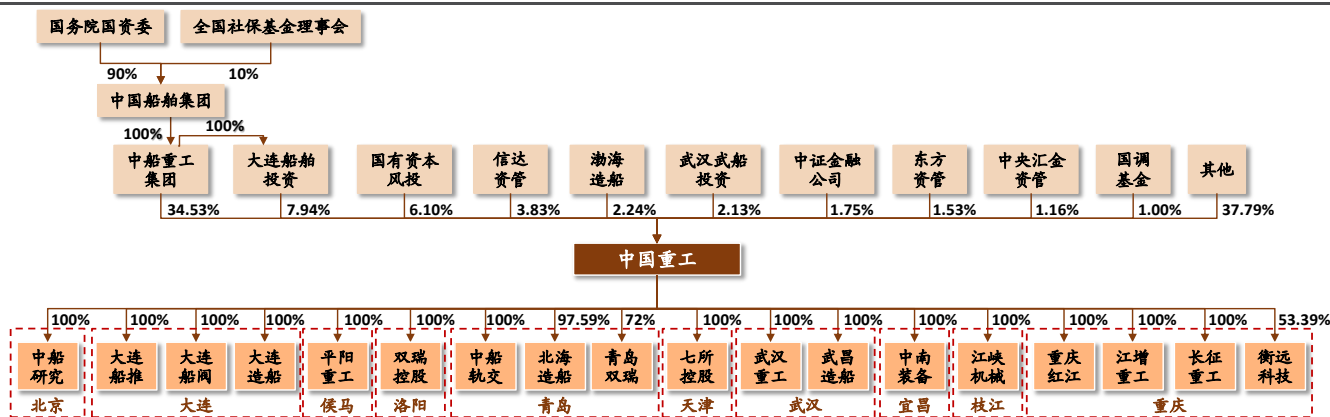 国务院国资委 全国社保基金理事会
90% 10%
中国船舶集团
100% 100%
中船重工集团 大连船舶投资 国有资本风投 信达资管 渤海造船 武汉武船投资 中证金融公司 东方资管 中央汇金资管 国调基金 其他
34.53% 7.94% 6.10% 3.83% 2.24% 2.13% 1.75% 1.53% 1.16% 1.00% 37.79%
中国重工
100% 100% 100% 100% 100% 100% 100% 97.59% 72% 100% 100% 100% 100% 100% 100% 100% 100% 53.39%
中船研究 大连船推 大连船阀 大连造船 平阳重工 双瑞控股 中船轨交 北海造船 青岛双瑞 七所控股 武汉重工 武昌造船 中南装备 江峡机械 重庆红江 江增重工 长征重工 衡远科技
北京 大连 侯马 洛阳 青岛 天津 武汉 宜昌 枝江 重庆